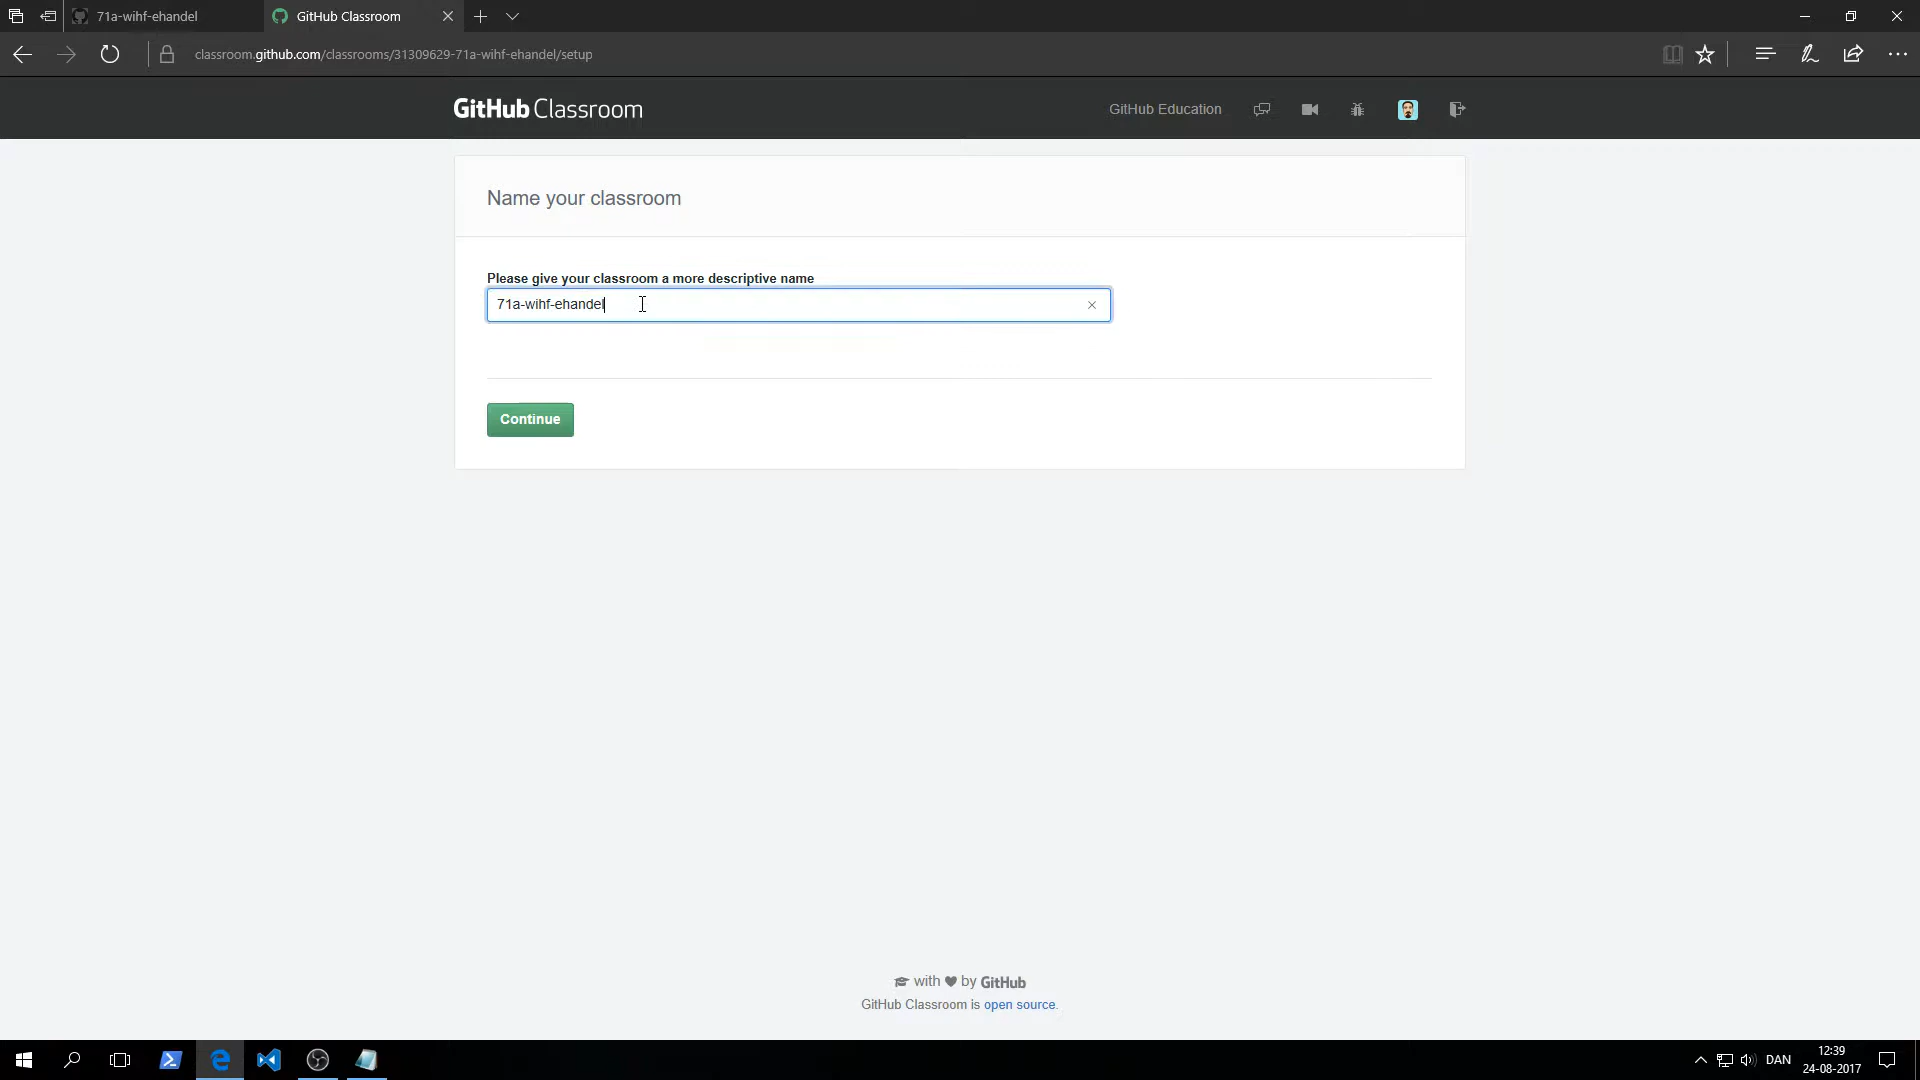 71a-wihf-ehandel
GitHub Classroom
classroom.github.com/classrooms/31309629-71a-wihf-ehandel/setup
GitHub Classroom
GitHub Education
Name your classroom
Please give your classroom a more descriptive name
71a-wihf-ehandel
Continue
with by GitHub
GitHub Classroom is open source.
DAN
12:39
24-08-2017